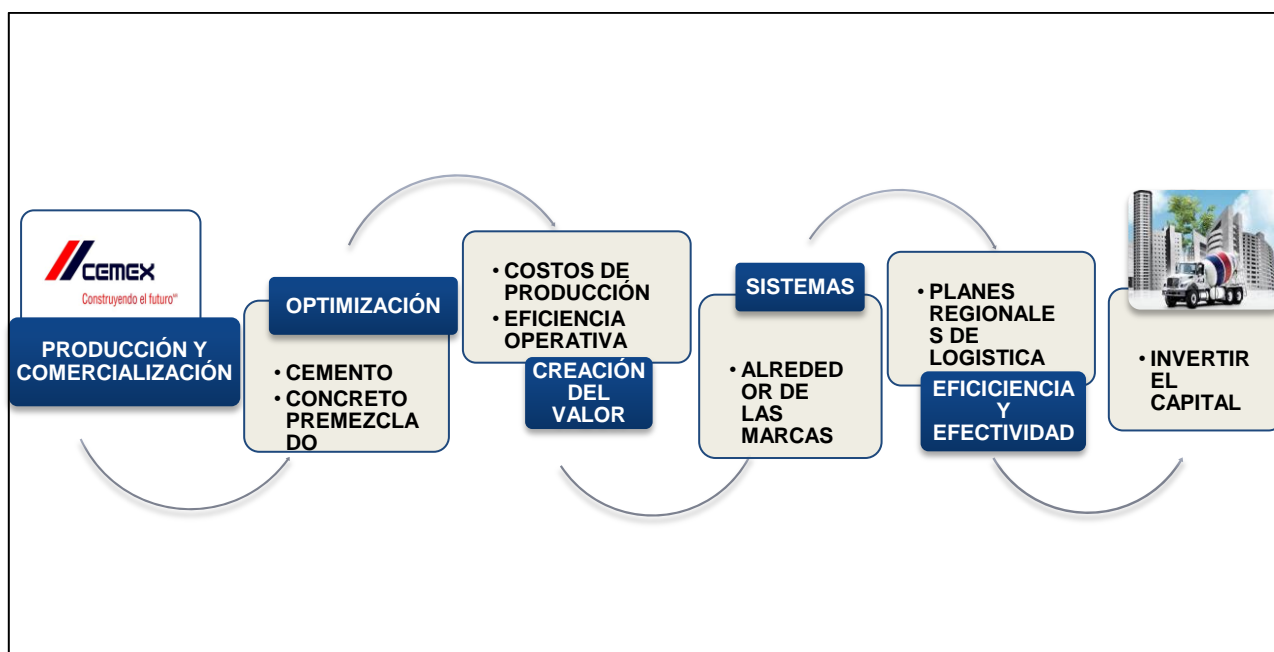 CEMEX
Construyendo el futuro
PRODUCCIÓN Y
COMERCIALIZACIÓN
OPTIMIZACIÓN
• CEMENTO
• CONCRETO
PREMEZCLA
DO
• COSTOS DE
PRODUCCIÓN
• EFICIENCIA
OPERATIVA
CREACIÓN
DEL
VALOR
SISTEMAS
• ALREDED
OR DE
LAS
MARCAS
• PLANES
REGIONALE
S DE
LOGISTICA
EFICICIENCIA
Y
EFECTIVIDAD
• INVERTIR
EL
CAPITAL